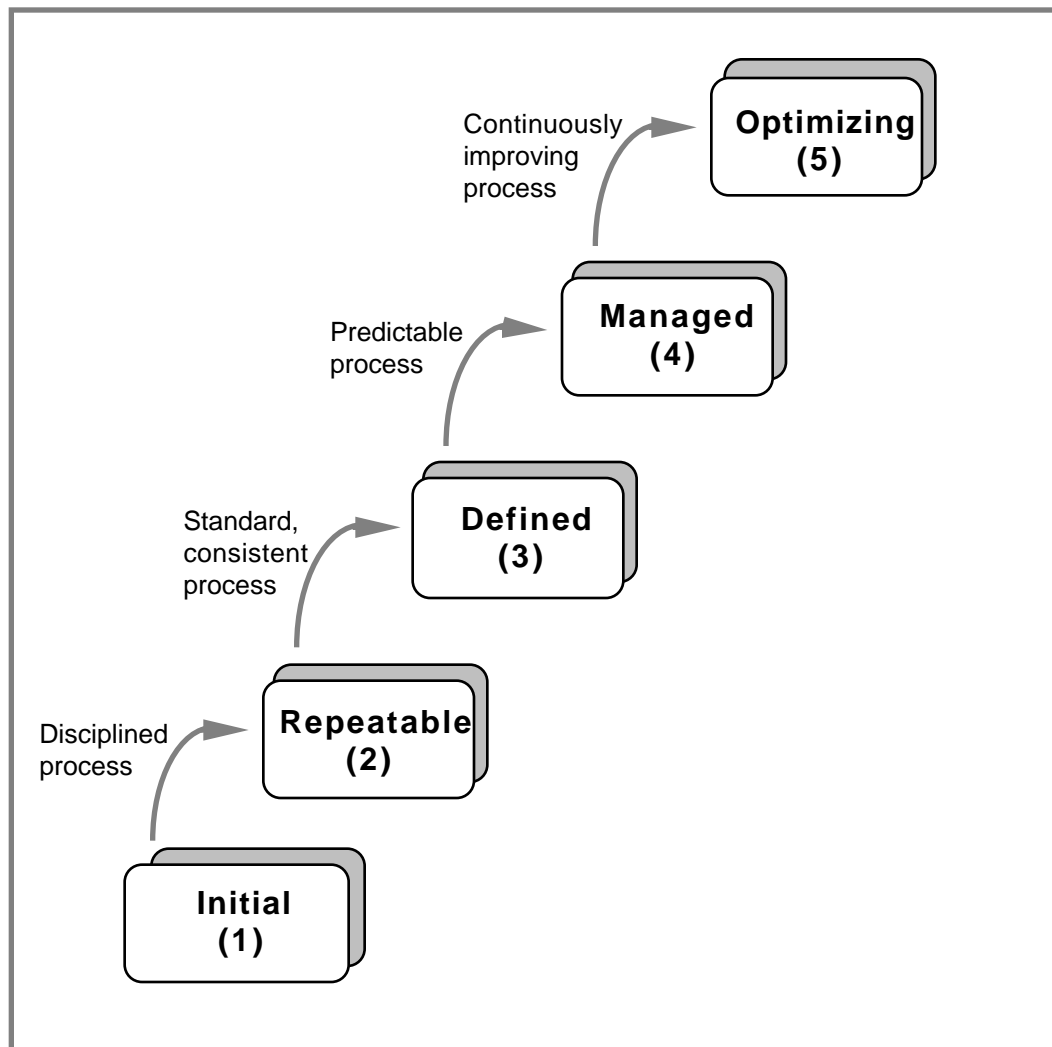 Continuously
improving
process
Optimizing
(5)
Predictable
process
Managed
(4)
Standard,
consistent
process
Defined
(3)
Disciplined
process
Repeatable
(2)
Initial
(1)